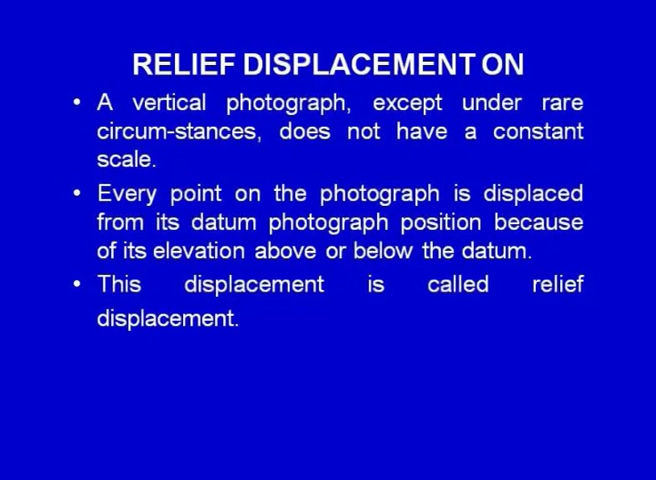 RELIEF DISPLACEMENT ON
• A vertical photograph, except under rare
circum-stances, does not have a constant
scale.
• Every point on the photograph is displaced
from its datum photograph position because
of its elevation above or below the datum.
• This displacement is called relief
displacement.